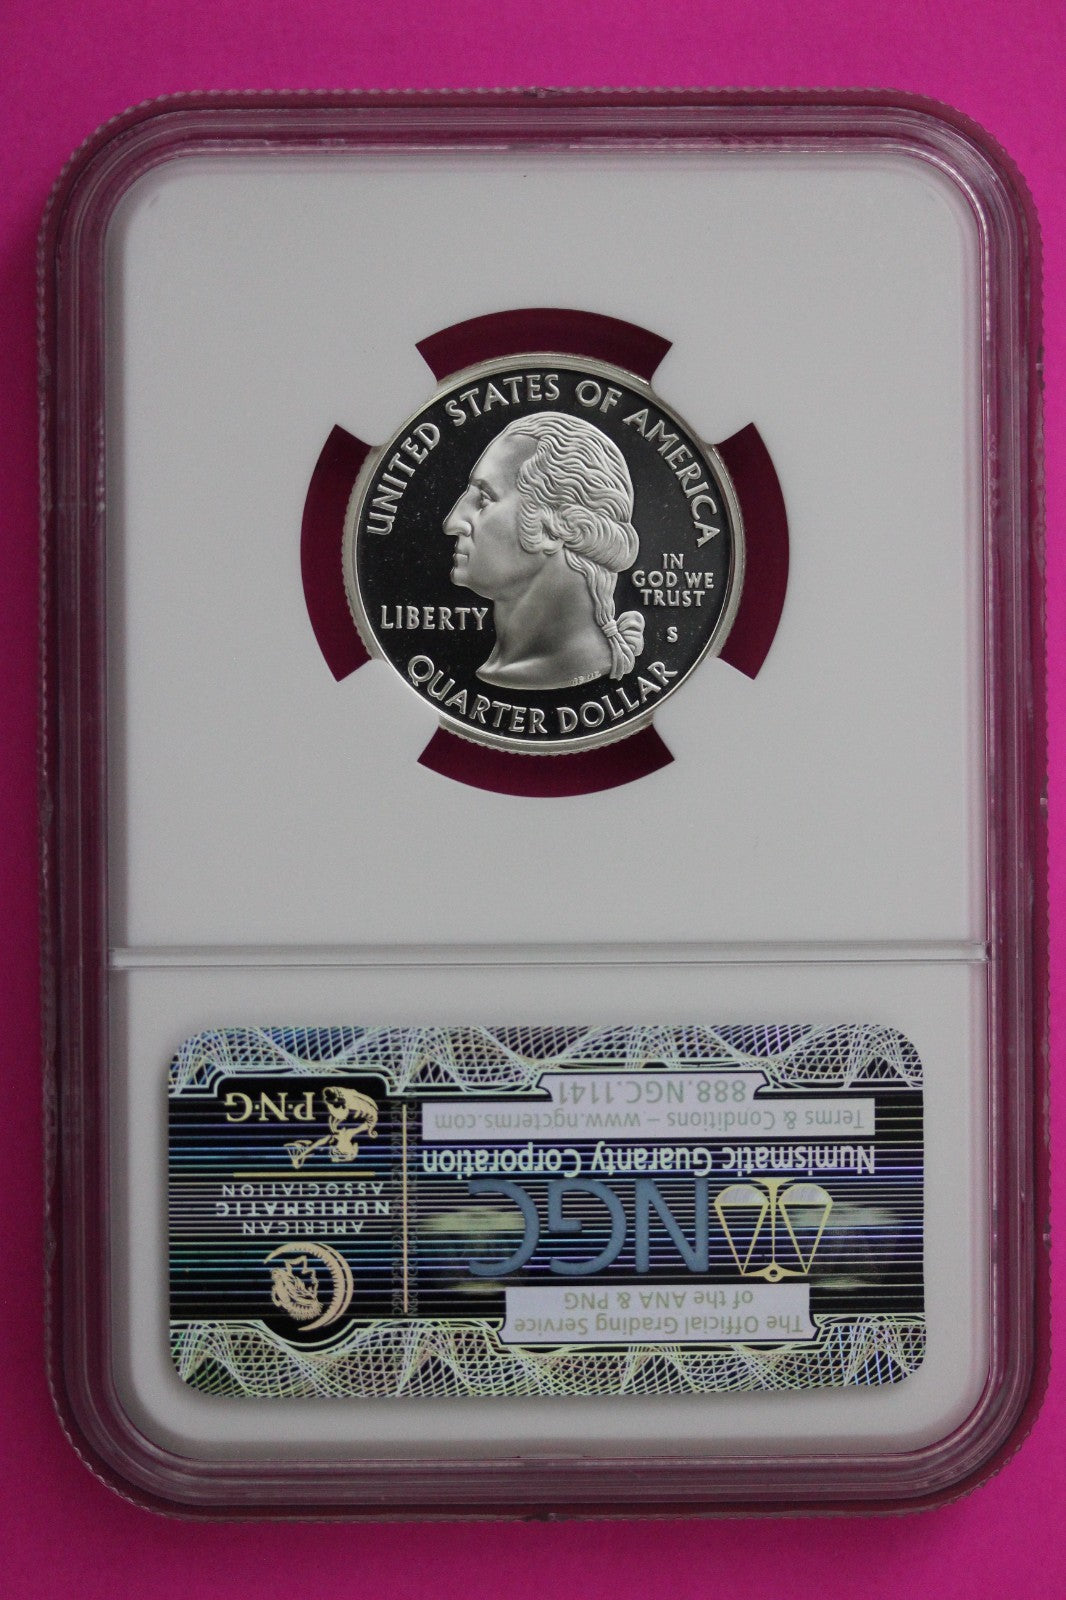 UNITED STATES OF AMERICA
IN
GOD WE
TRUST
LIBERTY
S
QUARTER DOLLAR
888.NGC.1141
Terms & Conditions – www.ngcterms.com
Numismatic Guaranty Corporation
NGC
The Official Grading Service
of the ANA & PNG
P·N·G
AMERICAN
NUMISMATIC
ASSOCIATION